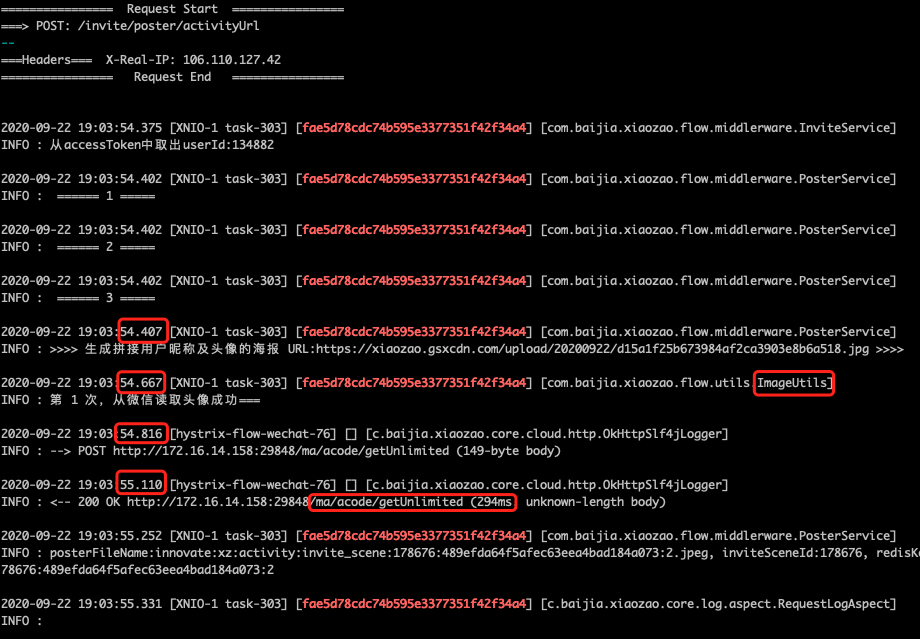 ================  Request Start  ================
===> POST: /invite/poster/activityUrl
--
===Headers===  X-Real-IP: 106.110.127.42
================   Request End   ================
2020-09-22 19:03:54.375 [XNIO-1 task-303] [fae5d78cdc74b595e3377351f42f34a4] [com.baijia.xiaozao.flow.middlerware.InviteService]
INFO : 从accessToken中取出userId:134882
2020-09-22 19:03:54.402 [XNIO-1 task-303] [fae5d78cdc74b595e3377351f42f34a4] [com.baijia.xiaozao.flow.middlerware.PosterService]
INFO :  ====== 1 =====
2020-09-22 19:03:54.402 [XNIO-1 task-303] [fae5d78cdc74b595e3377351f42f34a4] [com.baijia.xiaozao.flow.middlerware.PosterService]
INFO :  ====== 2 =====
2020-09-22 19:03:54.402 [XNIO-1 task-303] [fae5d78cdc74b595e3377351f42f34a4] [com.baijia.xiaozao.flow.middlerware.PosterService]
INFO :  ====== 3 =====
2020-09-22 19:03:54.407 [XNIO-1 task-303] [fae5d78cdc74b595e3377351f42f34a4] [com.baijia.xiaozao.flow.middlerware.PosterService]
INFO : >>>> 生成拼接用户昵称及头像的海报 URL:https://xiaozao.gsxcdn.com/upload/20200922/d15a1f25b673984af2ca3903e8b6a518.jpg >>>>
2020-09-22 19:03:54.667 [XNIO-1 task-303] [fae5d78cdc74b595e3377351f42f34a4] [com.baijia.xiaozao.flow.utils.ImageUtils]
INFO : 第 1 次, 从微信读取头像成功===
2020-09-22 19:03:54.816 [hystrix-flow-wechat-76] [] [c.baijia.xiaozao.core.cloud.http.OkHttpSlf4jLogger]
INFO : --> POST http://172.16.14.158:29848/ma/acode/getUnlimited (149-byte body)
2020-09-22 19:03:55.110 [hystrix-flow-wechat-76] [] [c.baijia.xiaozao.core.cloud.http.OkHttpSlf4jLogger]
INFO : <-- 200 OK http://172.16.14.158:29848/ma/acode/getUnlimited (294ms, unknown-length body)
2020-09-22 19:03:55.252 [XNIO-1 task-303] [fae5d78cdc74b595e3377351f42f34a4] [com.baijia.xiaozao.flow.middlerware.PosterService]
INFO : posterFileName:innovate:xz:activity:invite_scene:178676:489efda64f5afec63eea4bad184a073:2.jpeg, inviteSceneId:178676, redisKe
78676:489efda64f5afec63eea4bad184a073:2
2020-09-22 19:03:55.331 [XNIO-1 task-303] [fae5d78cdc74b595e3377351f42f34a4] [c.baijia.xiaozao.core.log.aspect.RequestLogAspect]
INFO :